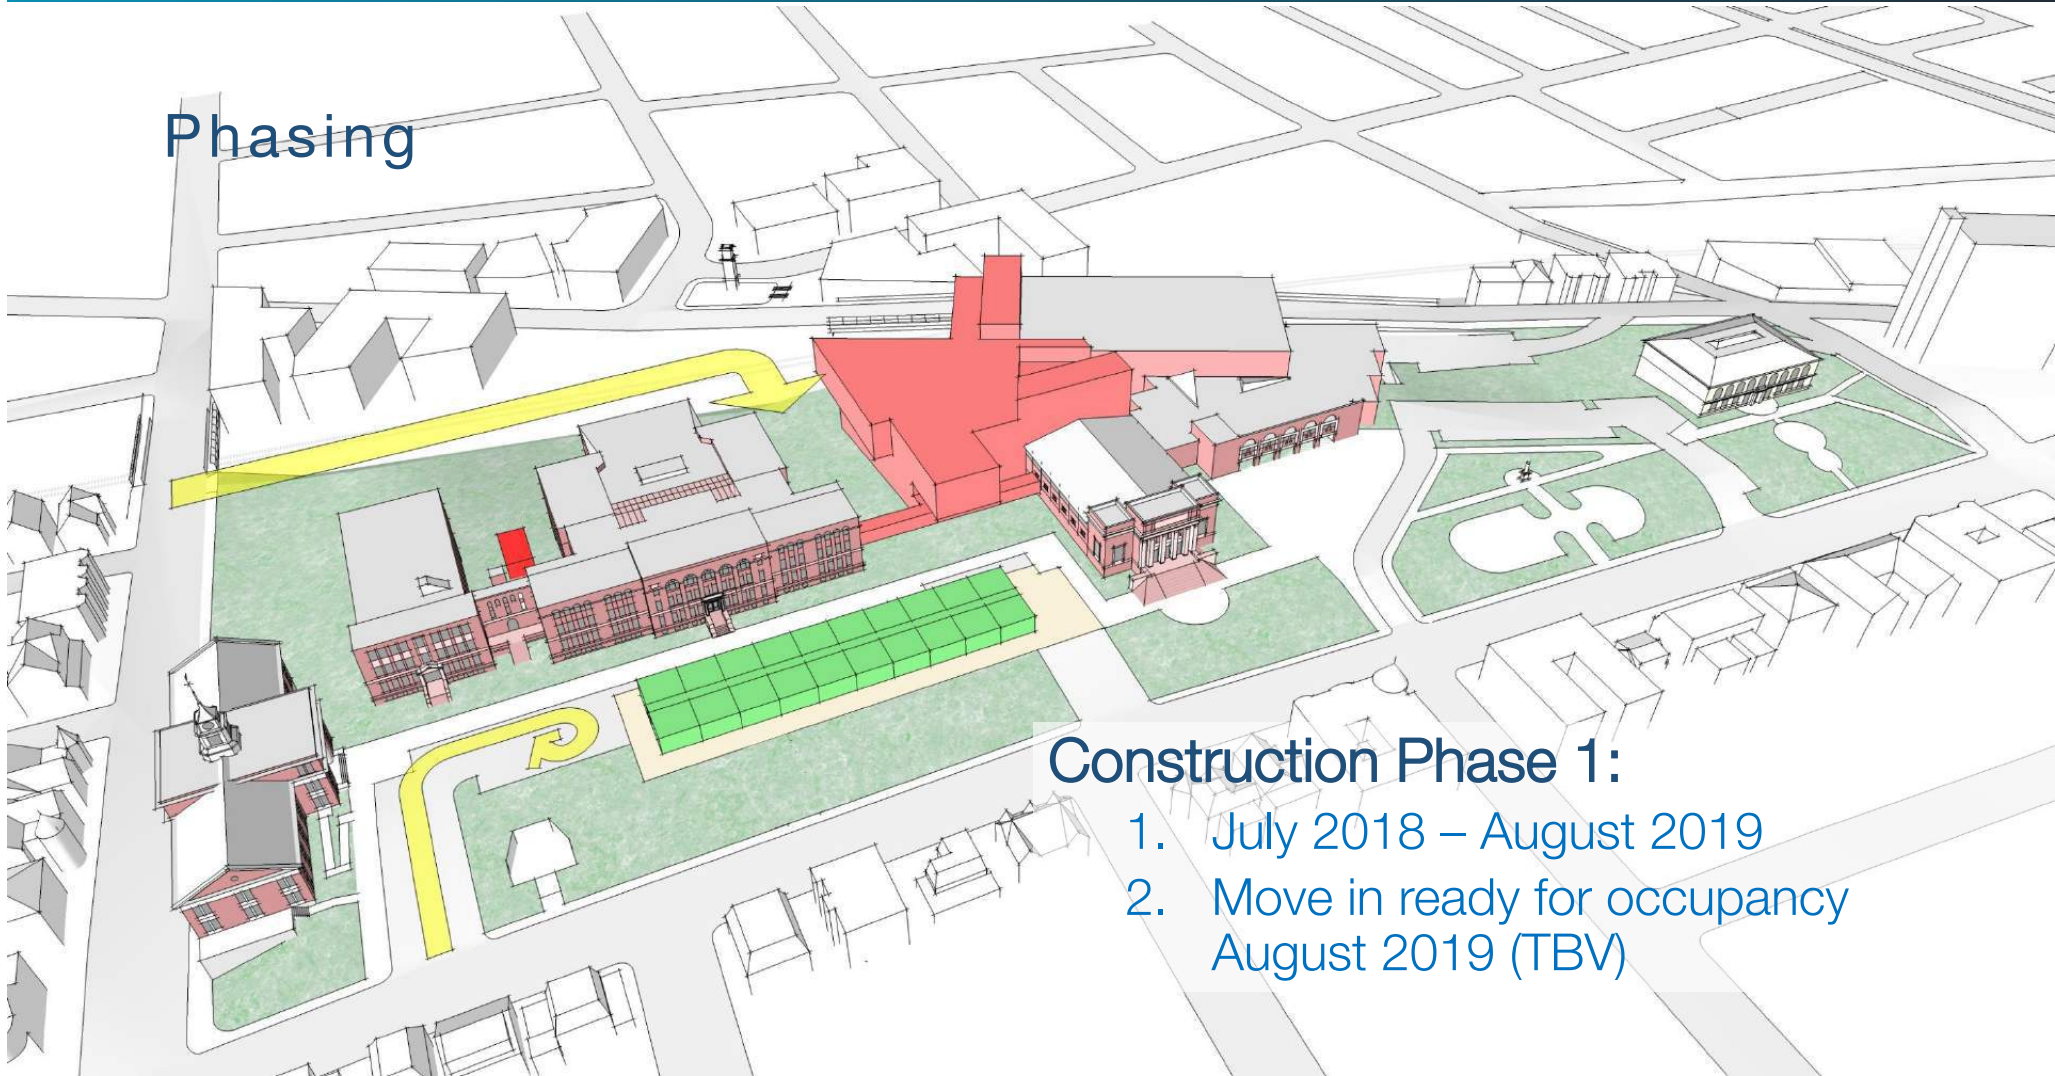 Phasing
Construction Phase 1:
1. July 2018 – August 2019
2. Move in ready for occupancy
August 2019 (TBV)